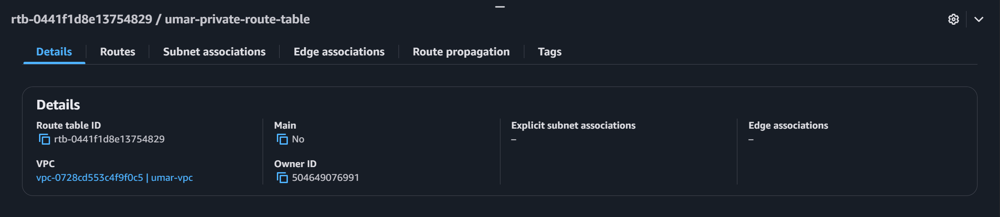 rtb-0441f1d8e13754829 / umar-private-route-table
Details
Routes
Subnet associations
Edge associations
Route propagation
Tags
Details
Route table ID
rtb-0441f1d8e13754829
Main
No
Explicit subnet associations
–
Edge associations
–
VPC
vpc-0728cd553c4f9f0c5 | umar-vpc
Owner ID
504649076991